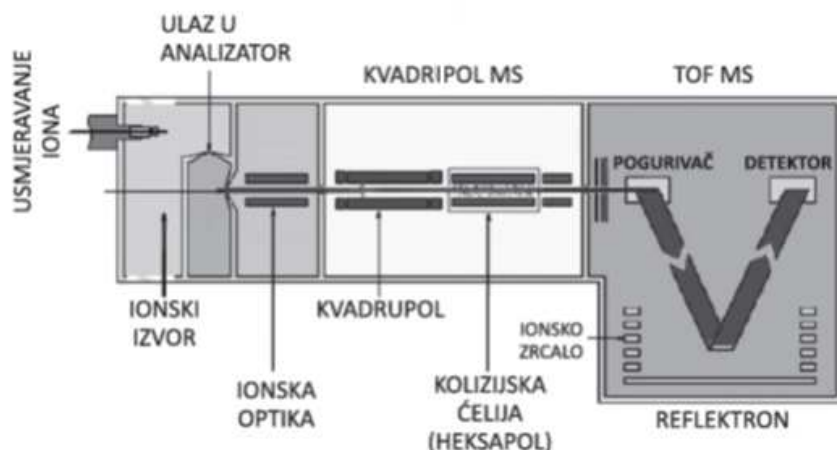 ULAZ U
ANALIZATOR
KVADRIPOL MS
TOF MS
USMJERAVANJE
IONA
POGURIVAČ
DETEKTOR
IONSKI
IZVOR
KVADRUPOL
IONSKO
ZRCALO
IONSKA
OPTIKA
KOLIZIJSKA
ĆELIJA
(HEKSAPOL)
REFLEKTRON